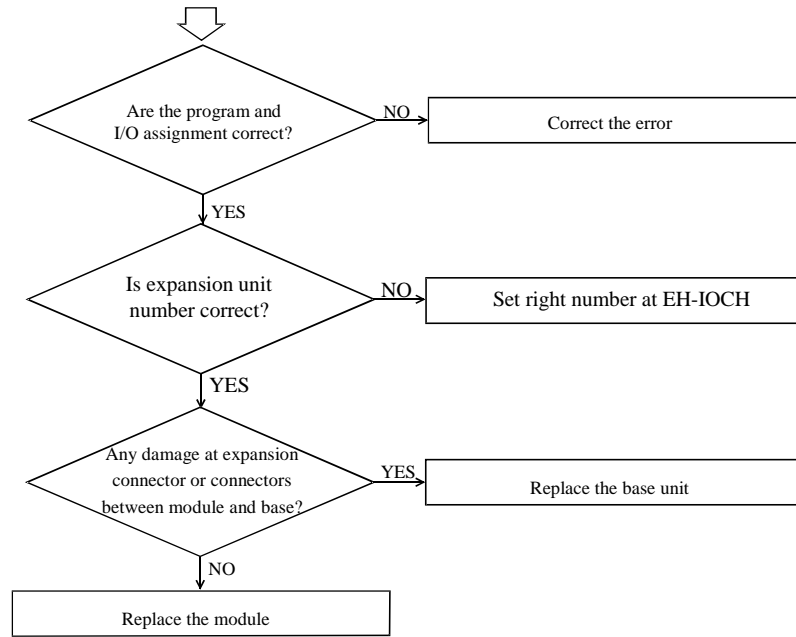 Are the program and
I/O assignment correct?
NO
Correct the error
YES
Is expansion unit
number correct?
NO
Set right number at EH-IOCH
YES
Any damage at expansion
connector or connectors
between module and base?
YES
Replace the base unit
NO
Replace the module